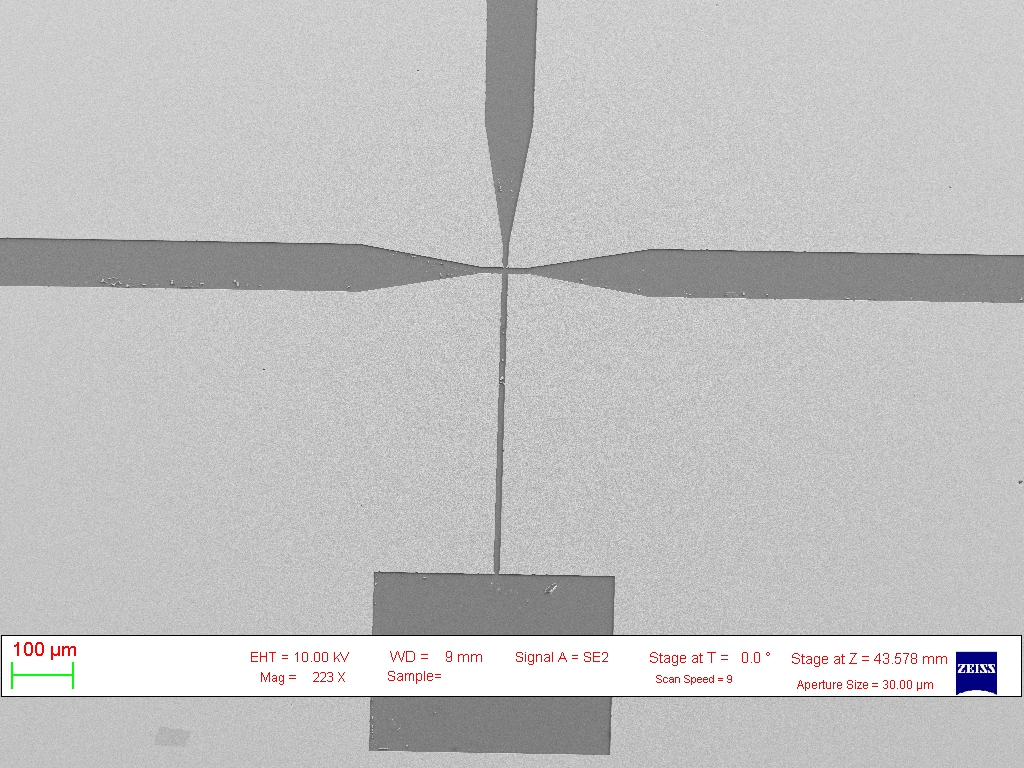 100 µm
EHT = 10.00 kV WD = 9 mm Signal A = SE2 Stage at T = 0.0 ° Stage at Z = 43.578 mm
Mag = 223 X Sample= Scan Speed = 9 Aperture Size = 30.00 µm
ZEISS